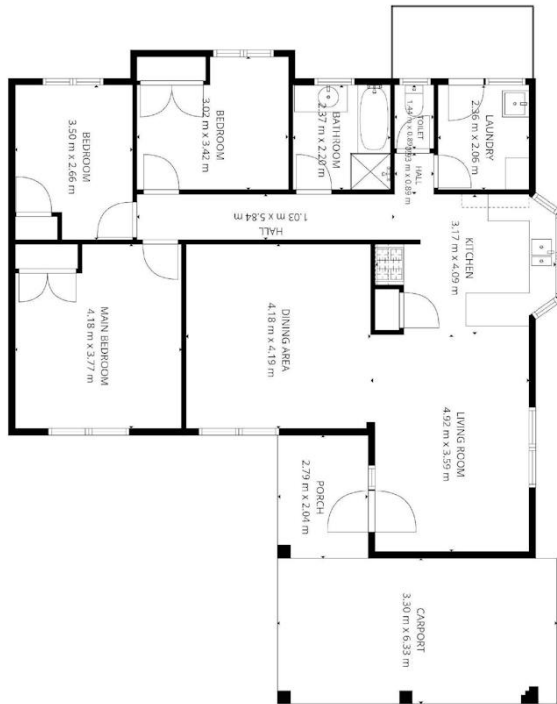 BEDROOM
3.50 m x 2.66 m
BEDROOM
3.02 m x 3.42 m
BATHROOM
2.37 m x 2.20 m
TOILET
HALL
LAUNDRY
2.36 m x 2.06 m
HALL
1.03 m x 5.84 m
KITCHEN
3.17 m x 4.09 m
MAIN BEDROOM
4.18 m x 3.77 m
DINING AREA
4.18 m x 4.19 m
LIVING ROOM
4.92 m x 3.59 m
PORCH
2.79 m x 2.04 m
CARPORT
3.30 m x 6.33 m